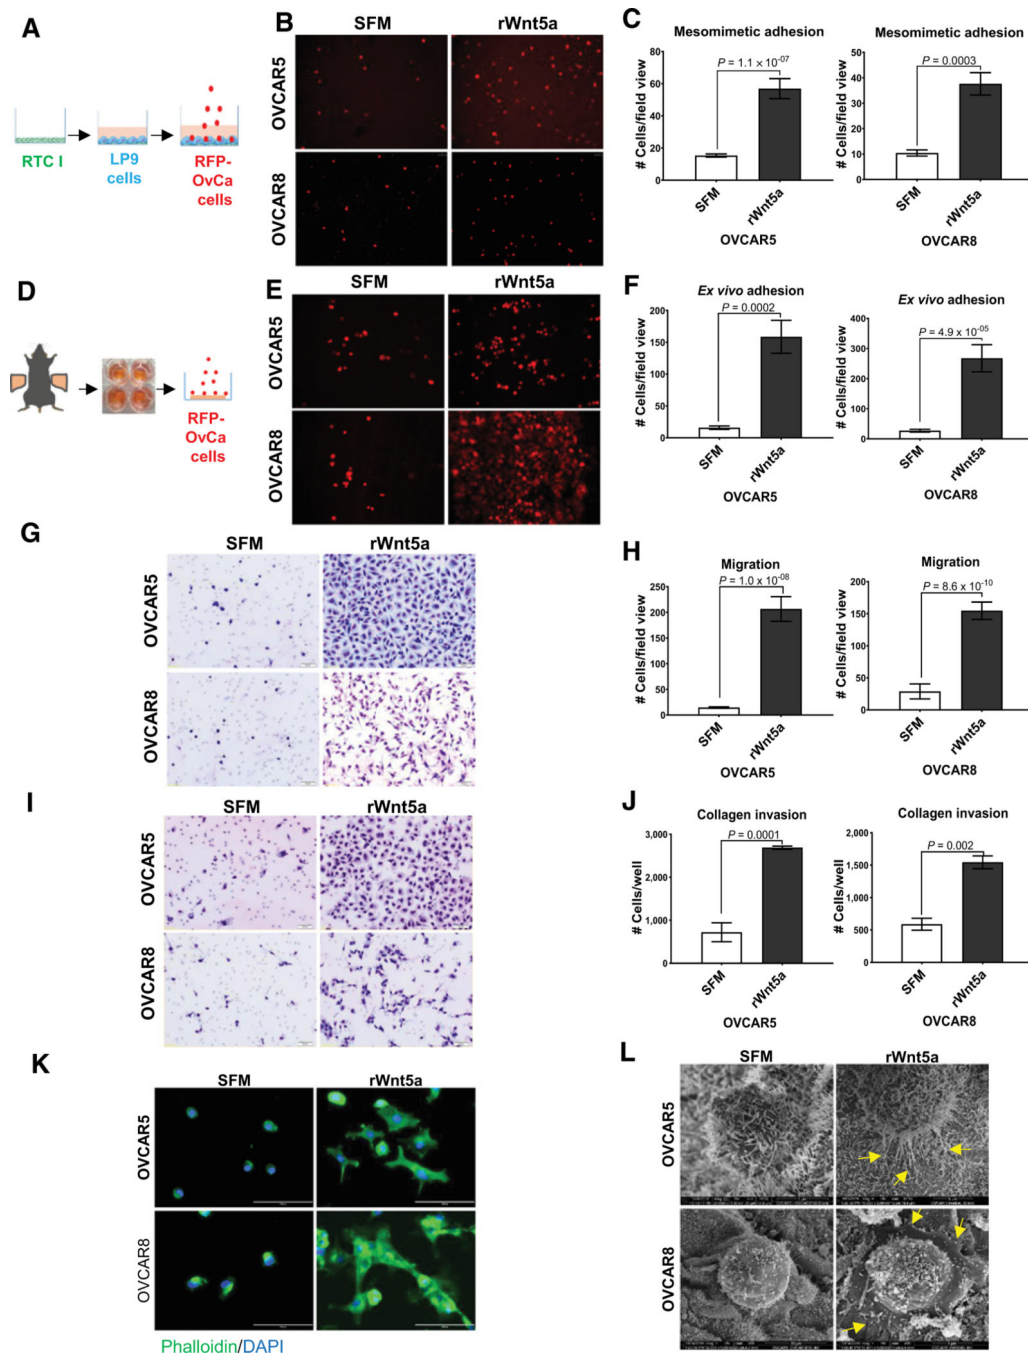 A
RTC I
LP9
cells
RFP-
OvCa
cells
B
SFM
rWnt5a
OVCAR5
OVCAR8
C
Mesomimetic adhesion
P = 1.1 × 10-07
# Cells/field view
80
60
40
20
0
SFM
rWnt5a
OVCAR5
Mesomimetic adhesion
P = 0.0003
# Cells/field view
50
40
30
20
10
0
SFM
rWnt5a
OVCAR8
D
RFP-
OvCa
cells
E
SFM
rWnt5a
OVCAR5
OVCAR8
F
Ex vivo adhesion
P = 0.0002
# Cells/field view
200
150
100
50
0
SFM
rWnt5a
OVCAR5
Ex vivo adhesion
P = 4.9 x 10-05
# Cells/field view
400
300
200
100
0
SFM
rWnt5a
OVCAR8
G
SFM
rWnt5a
OVCAR5
OVCAR8
H
Migration
P = 1.0 x 10-08
# Cells/field view
250
200
150
100
50
0
SFM
rWnt5a
OVCAR5
Migration
P = 8.6 x 10-10
# Cells/field view
200
150
100
50
0
SFM
rWnt5a
OVCAR8
I
SFM
rWnt5a
OVCAR5
OVCAR8
J
Collagen invasion
P = 0.0001
# Cells/well
3,000
2,000
1,000
0
SFM
rWnt5a
OVCAR5
Collagen invasion
P = 0.002
# Cells/well
2,000
1,500
1,000
500
0
SFM
rWnt5a
OVCAR8
K
SFM
rWnt5a
OVCAR5
OVCAR8
Phalloidin/DAPI
L
SFM
rWnt5a
OVCAR5
OVCAR8